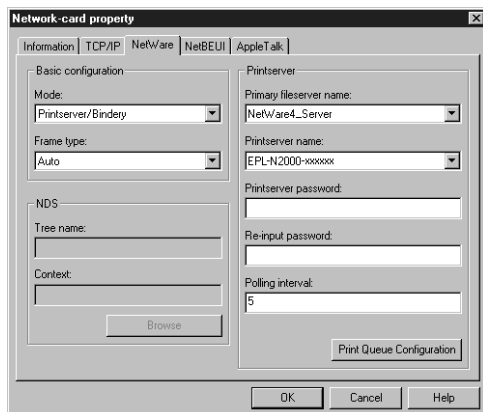 Network-card property
Information TCP/IP NetWare NetBEUI AppleTalk
Basic configuration
Mode:
Printserver/Bindery
Frame type:
Auto
NDS
Tree name:
Context:
Browse
Printserver
Primary fileserver name:
NetWare4_Server
Printserver name:
EPL-N2000-xxxxxx
Printserver password:
Re-input password:
Polling interval:
5
Print Queue Configuration
OK Cancel Help